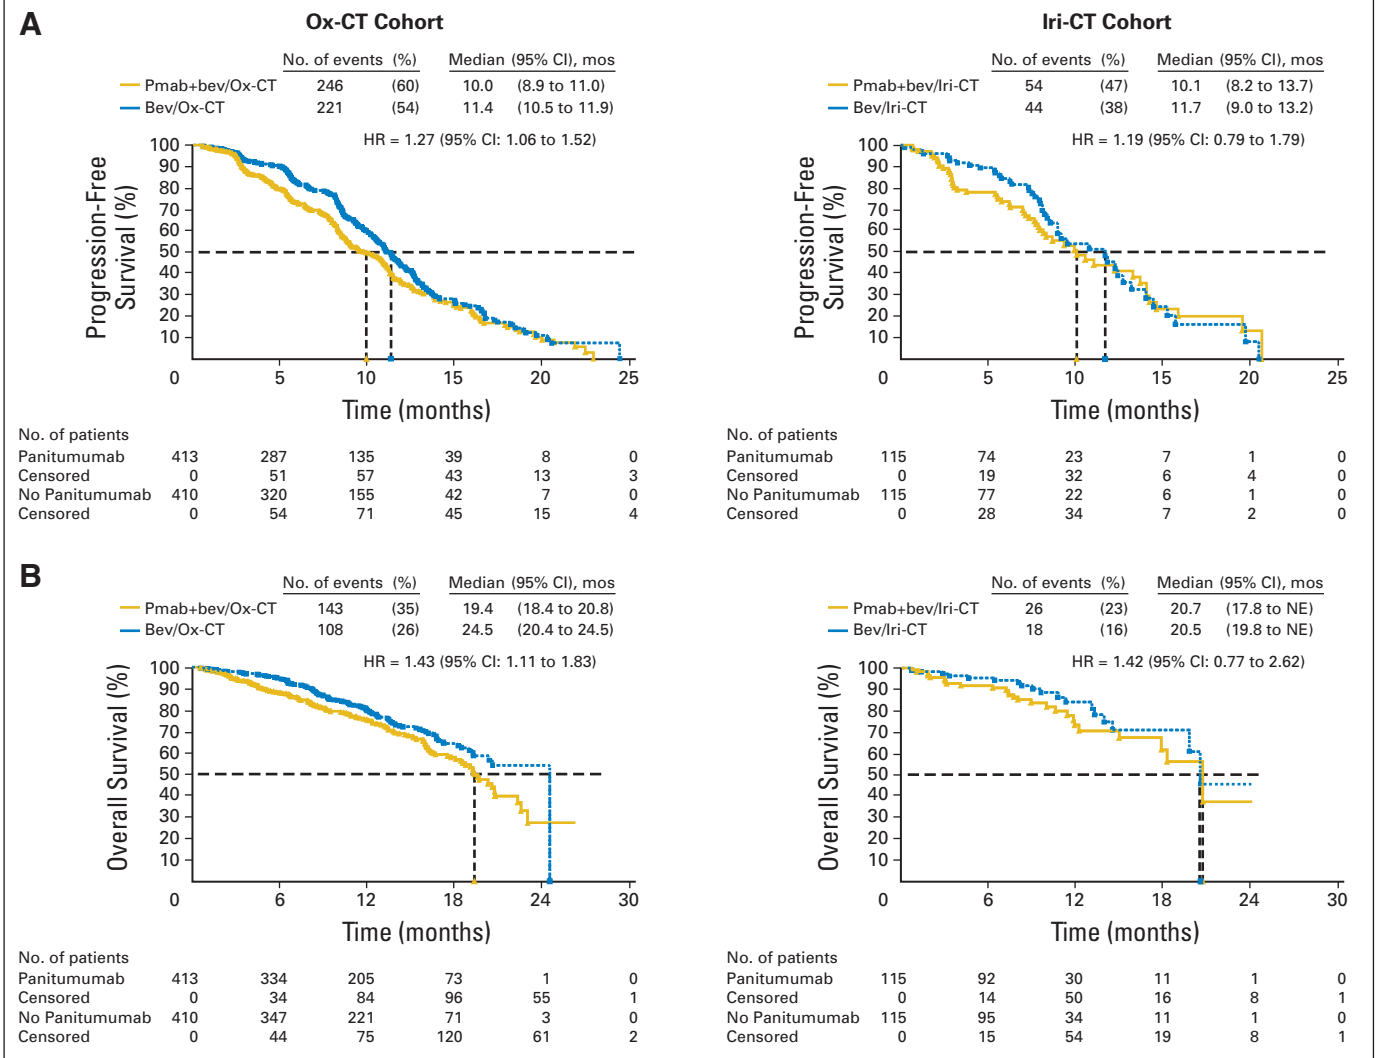 A
Ox-CT Cohort
No. of events (%) Median (95% CI), mos
Pmab+bev/Ox-CT 246 (60) 10.0 (8.9 to 11.0)
Bev/Ox-CT 221 (54) 11.4 (10.5 to 11.9)
HR = 1.27 (95% CI: 1.06 to 1.52)
Progression-Free
Survival (%)
100
90
80
70
60
50
40
30
20
10
0 5 10 15 20 25
Time (months)
No. of patients
Panitumumab 413 287 135 39 8 0
Censored 0 51 57 43 13 3
No Panitumumab 410 320 155 42 7 0
Censored 0 54 71 45 15 4
Iri-CT Cohort
No. of events (%) Median (95% CI), mos
Pmab+bev/Iri-CT 54 (47) 10.1 (8.2 to 13.7)
Bev/Iri-CT 44 (38) 11.7 (9.0 to 13.2)
HR = 1.19 (95% CI: 0.79 to 1.79)
Progression-Free
Survival (%)
100
90
80
70
60
50
40
30
20
10
0 5 10 15 20 25
Time (months)
No. of patients
Panitumumab 115 74 23 7 1 0
Censored 0 19 32 6 4 0
No Panitumumab 115 77 22 6 1 0
Censored 0 28 34 7 2 0
B
No. of events (%) Median (95% CI), mos
Pmab+bev/Ox-CT 143 (35) 19.4 (18.4 to 20.8)
Bev/Ox-CT 108 (26) 24.5 (20.4 to 24.5)
HR = 1.43 (95% CI: 1.11 to 1.83)
Overall Survival (%)
100
90
80
70
60
50
40
30
20
10
0 6 12 18 24 30
Time (months)
No. of patients
Panitumumab 413 334 205 73 1 0
Censored 0 34 84 96 55 1
No Panitumumab 410 347 221 71 3 0
Censored 0 44 75 120 61 2
No. of events (%) Median (95% CI), mos
Pmab+bev/Iri-CT 26 (23) 20.7 (17.8 to NE)
Bev/Iri-CT 18 (16) 20.5 (19.8 to NE)
HR = 1.42 (95% CI: 0.77 to 2.62)
Overall Survival (%)
100
90
80
70
60
50
40
30
20
10
0 6 12 18 24 30
Time (months)
No. of patients
Panitumumab 115 92 30 11 1 0
Censored 0 14 50 16 8 1
No Panitumumab 115 95 34 11 1 0
Censored 0 15 54 19 8 1